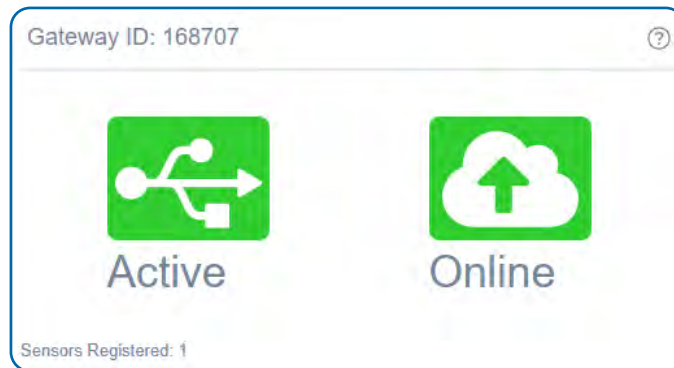 Gateway ID: 168707
?
Active
Online
Sensors Registered: 1